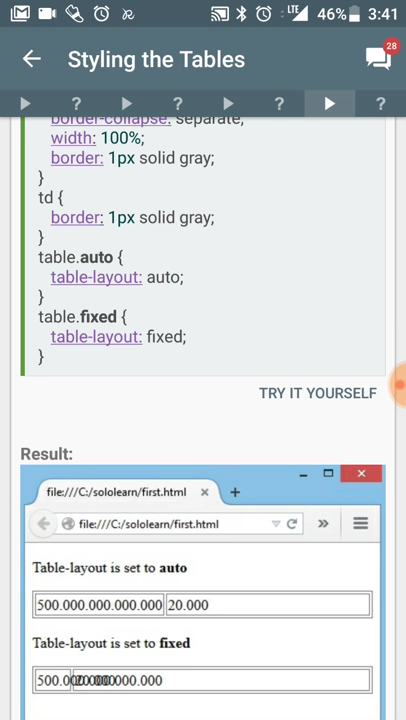 LTE 46% 3:41
Styling the Tables
28
? ? ? ?
border-collapse: separate;
width: 100%;
border: 1px solid gray;
}
td {
border: 1px solid gray;
}
table.auto {
table-layout: auto;
}
table.fixed {
table-layout: fixed;
}
TRY IT YOURSELF
Result:
file:///C:/sololearn/first.html × +
file:///C:/sololearn/first.html »
Table-layout is set to auto
500.000.000.000.000 20.000
Table-layout is set to fixed